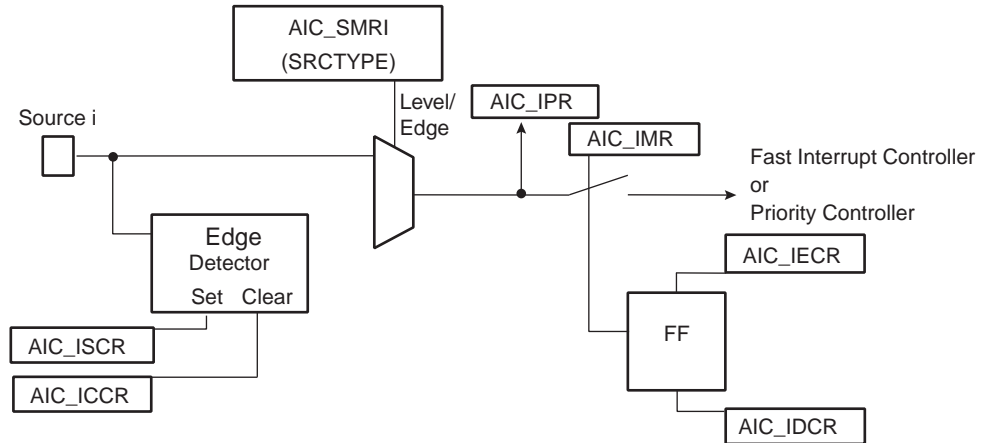 AIC_SMRI
(SRCTYPE)
Source i
Level/
Edge
AIC_IPR
AIC_IMR
Fast Interrupt Controller
or
Priority Controller
Edge
Detector
Set Clear
AIC_IECR
FF
AIC_ISCR
AIC_ICCR
AIC_IDCR